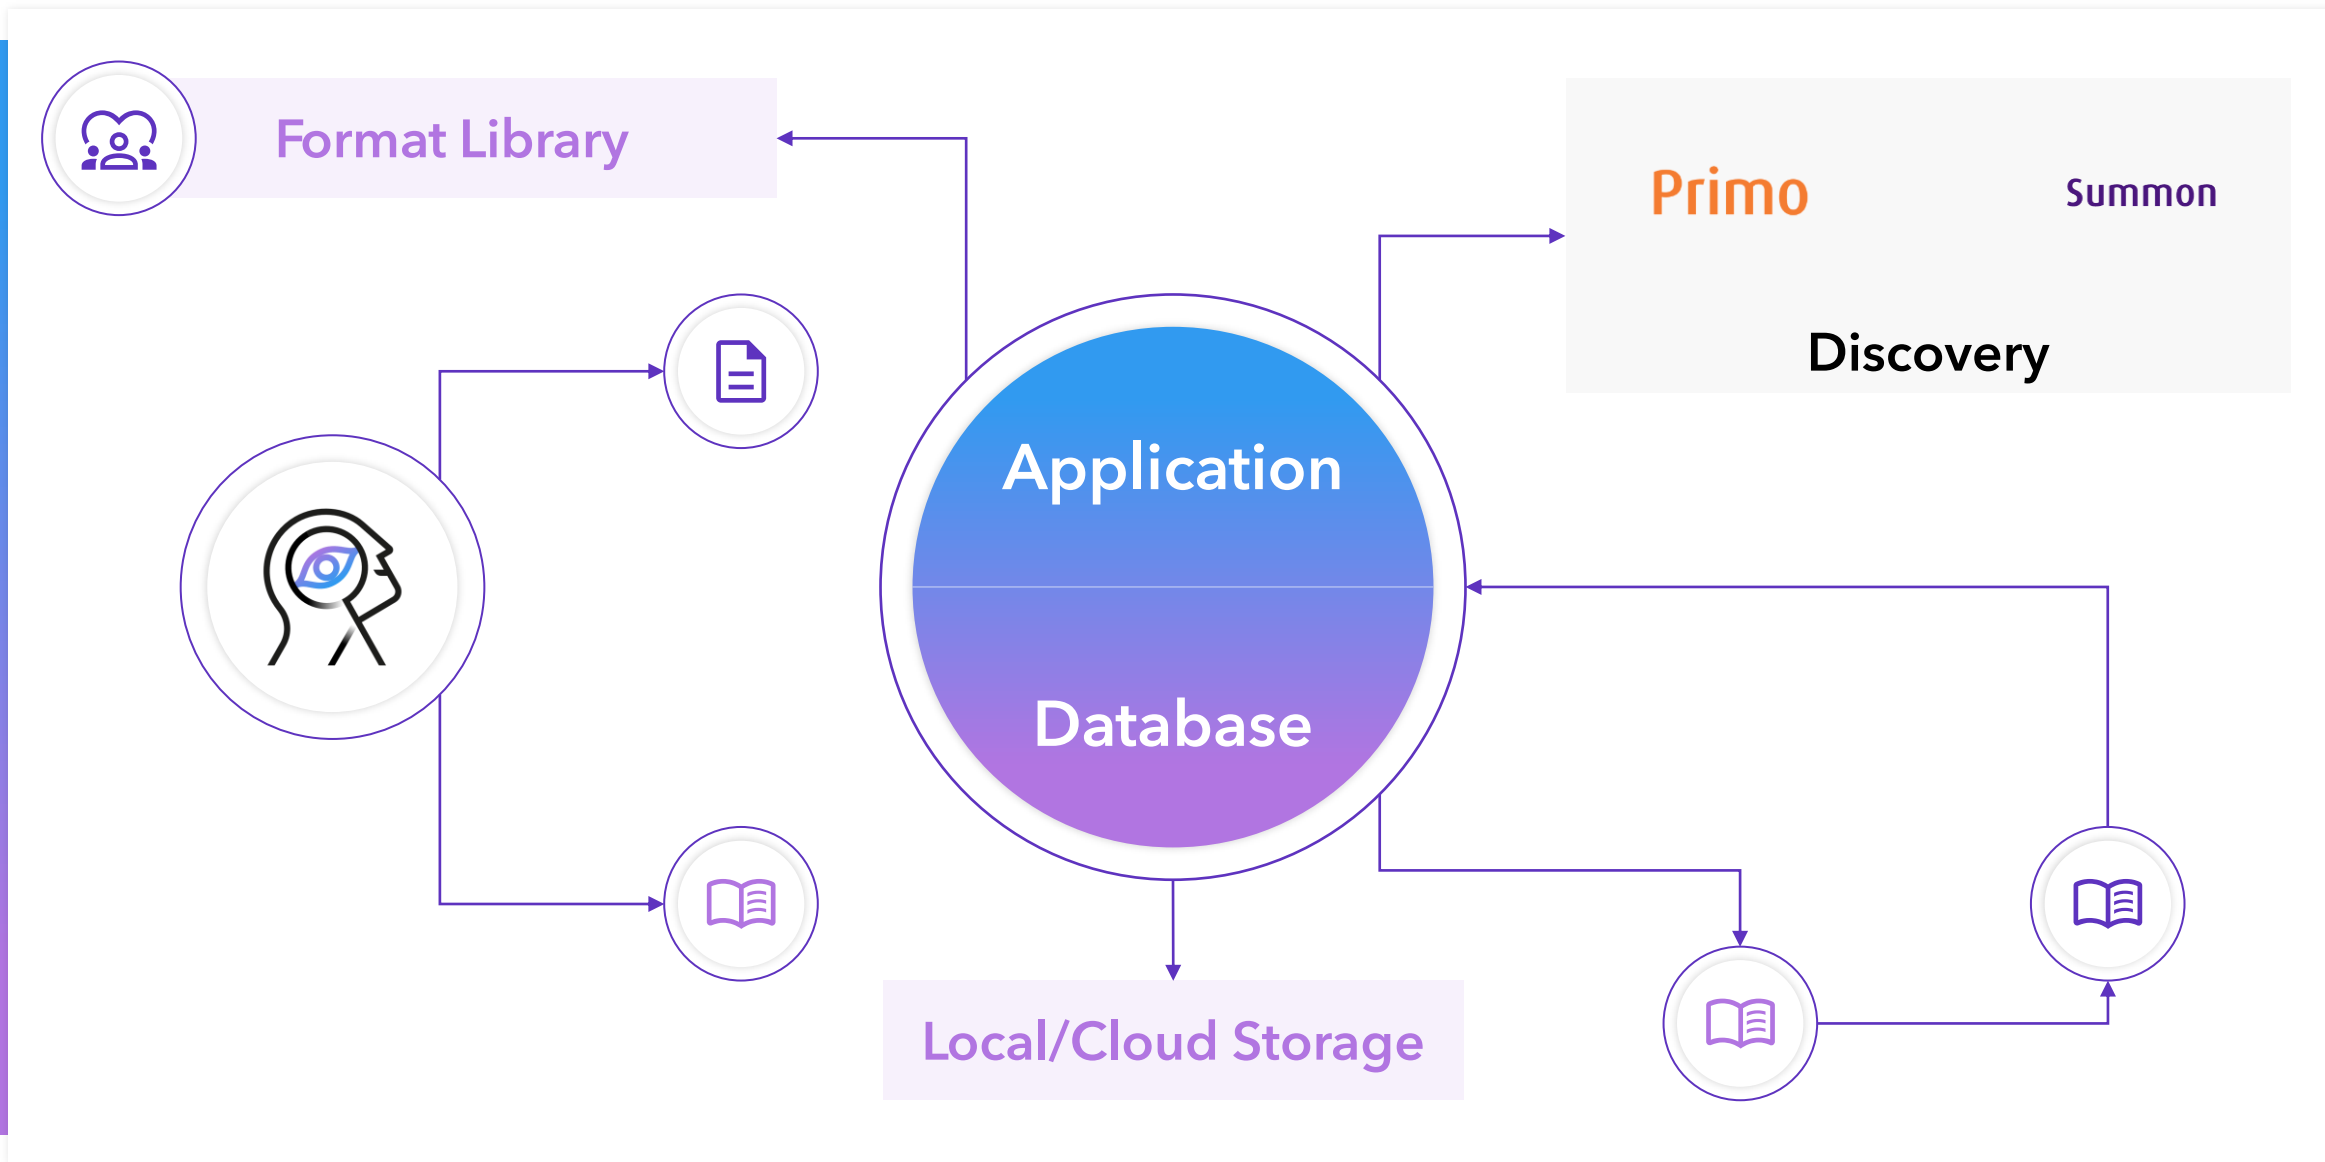 Format Library
Primo
Summon
Discovery
Application
Database
Local/Cloud Storage